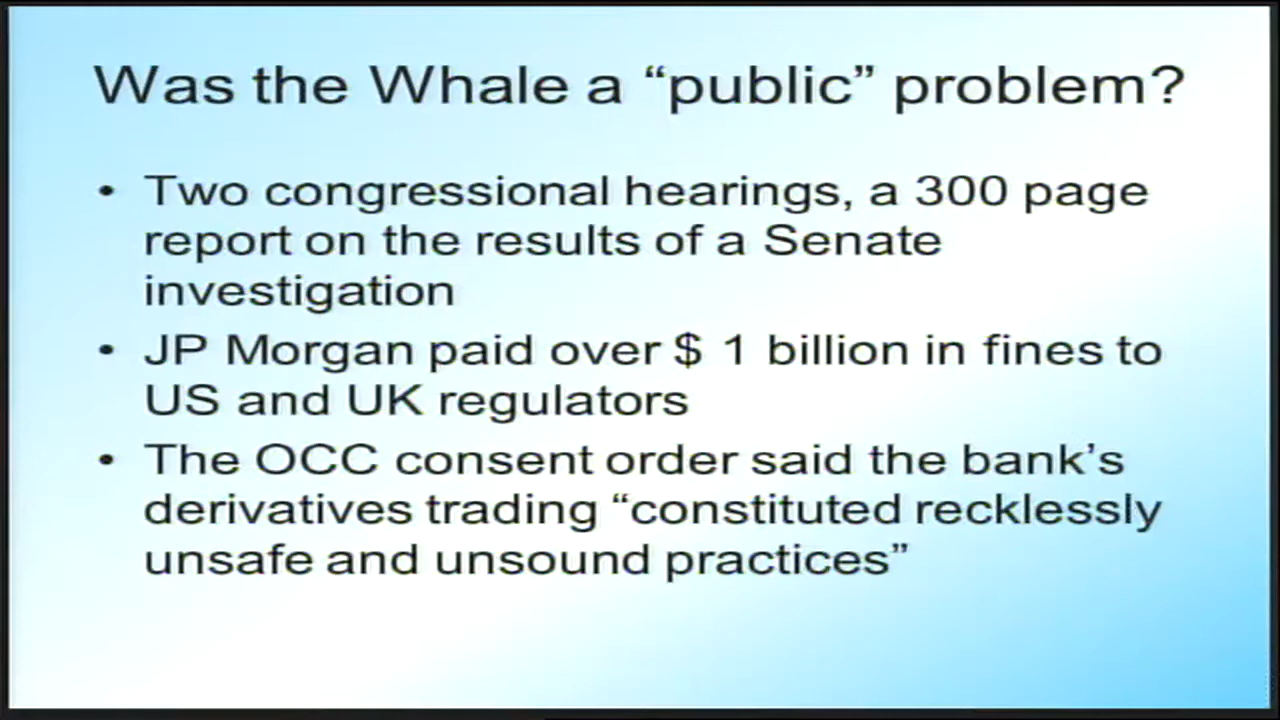 Was the Whale a “public” problem?
• Two congressional hearings, a 300 page
report on the results of a Senate
investigation
• JP Morgan paid over $ 1 billion in fines to
US and UK regulators
• The OCC consent order said the bank’s
derivatives trading “constituted recklessly
unsafe and unsound practices”